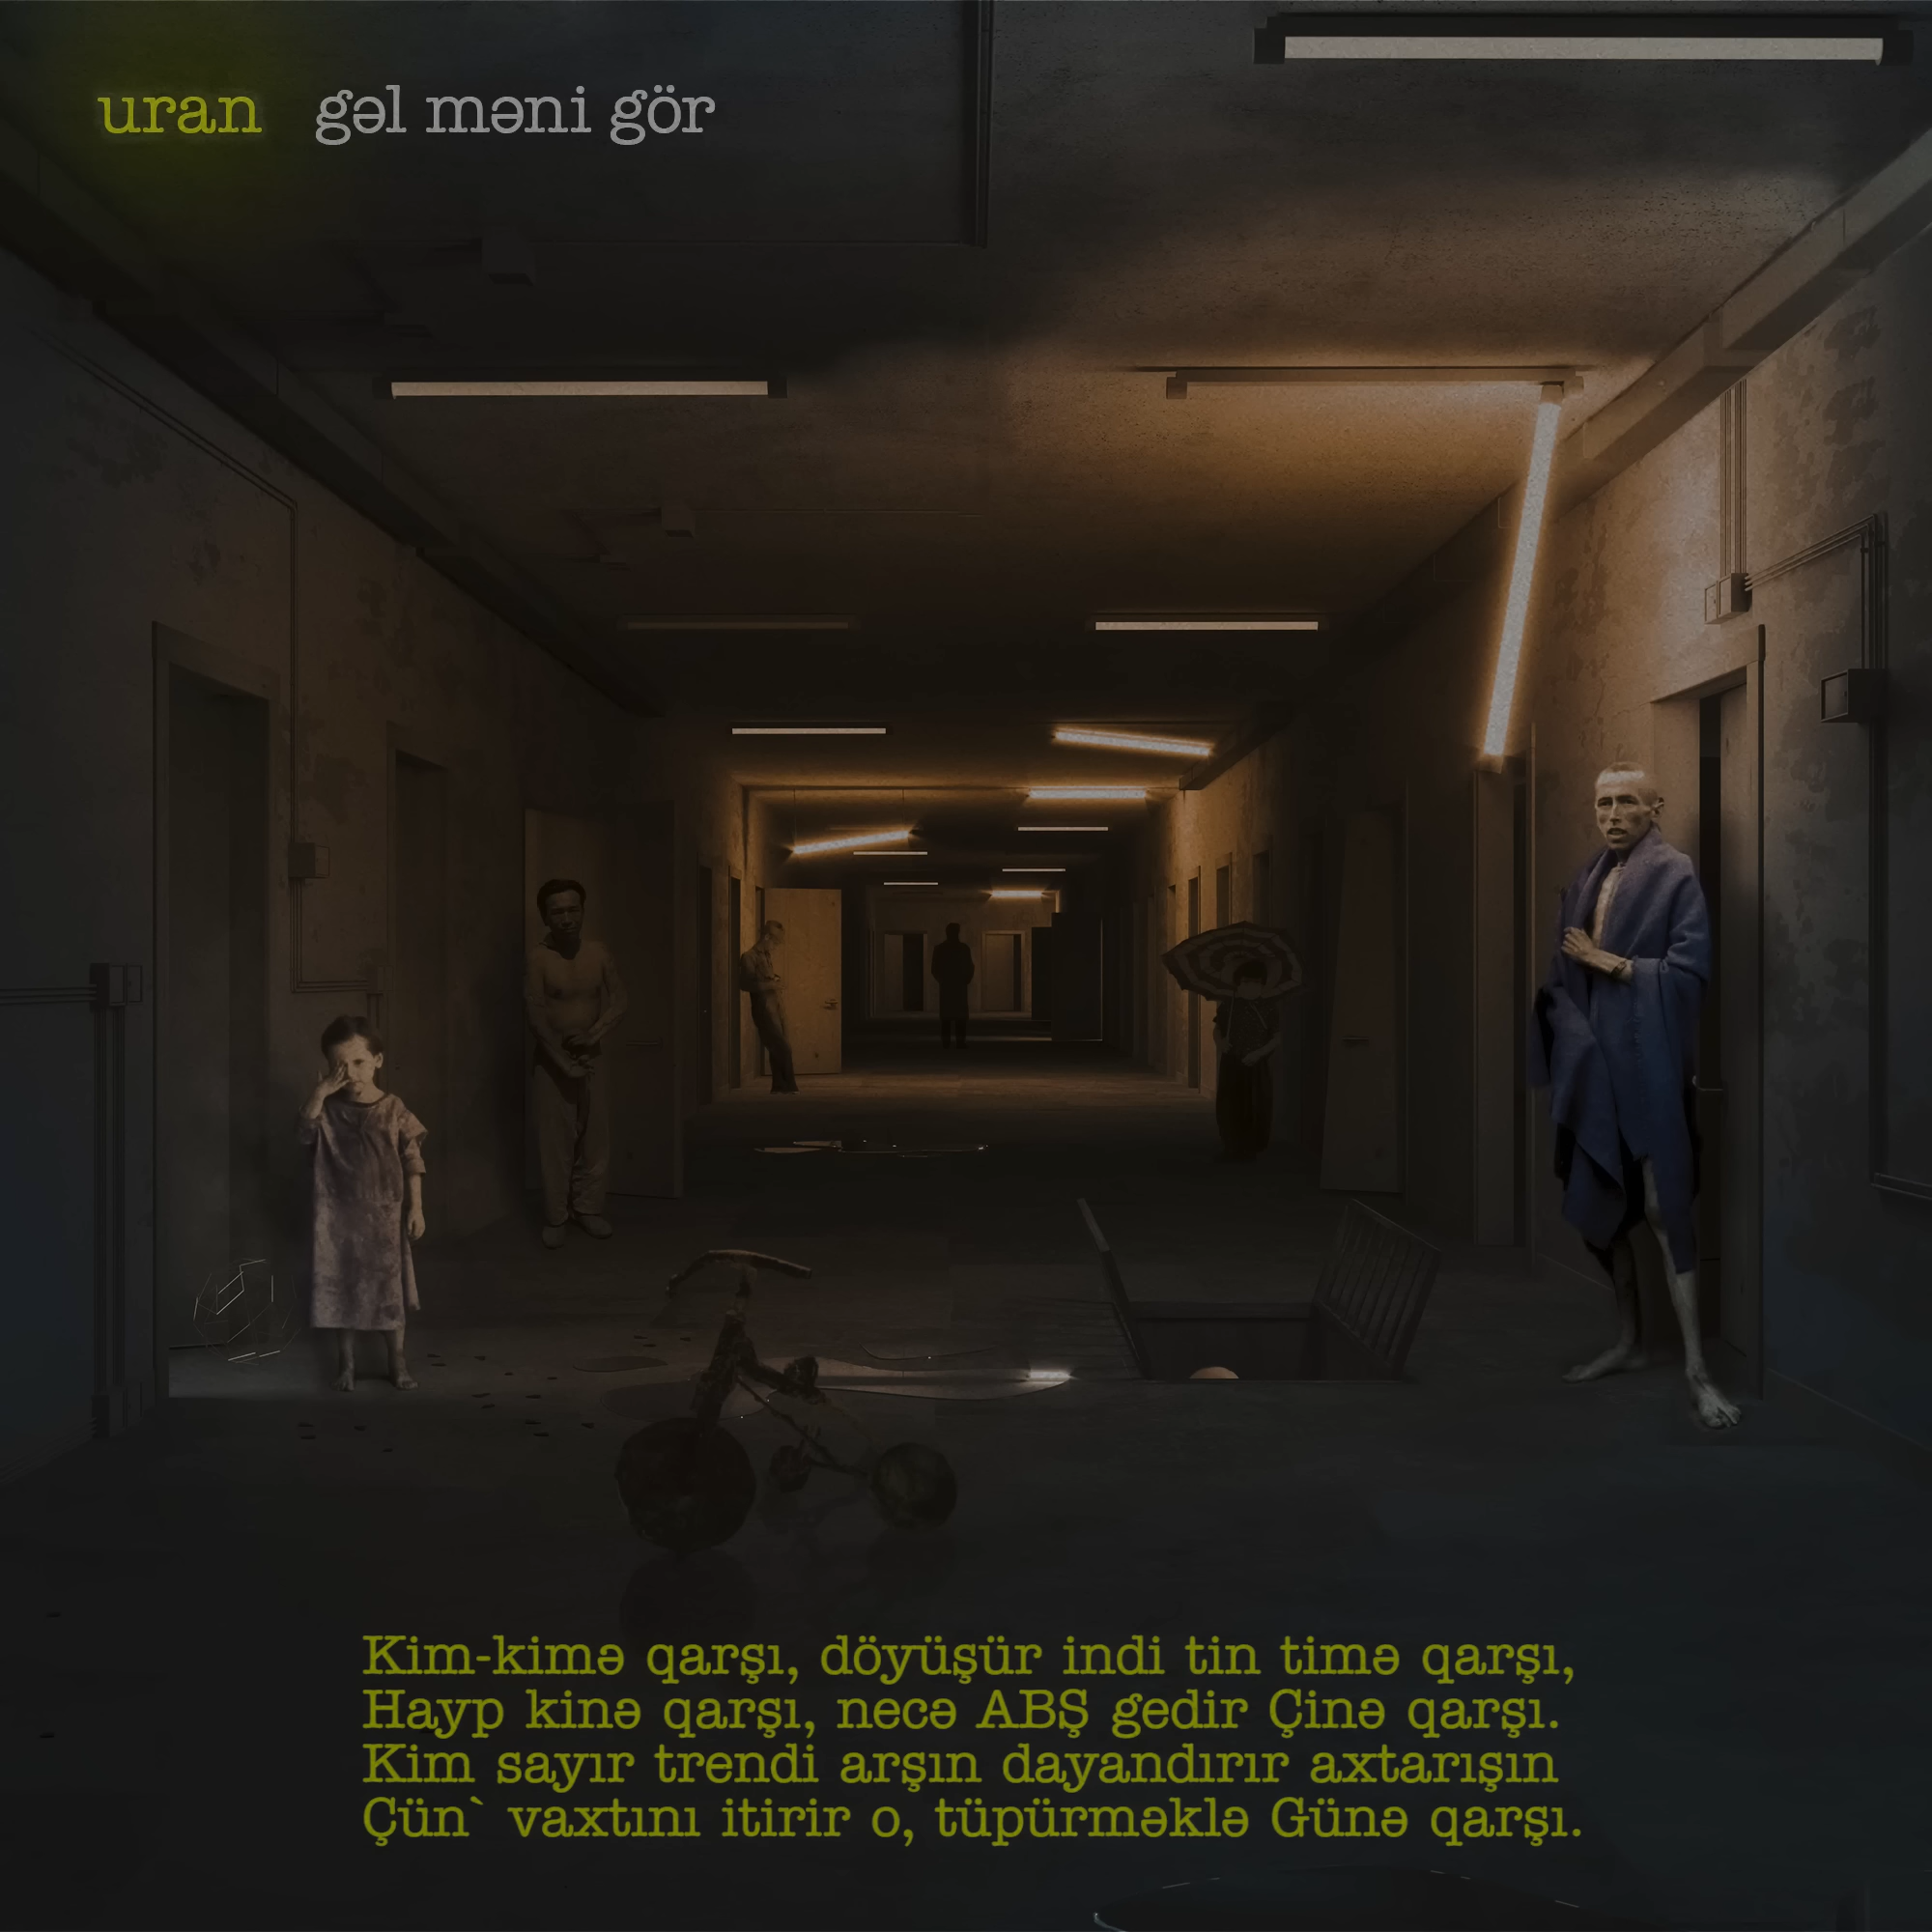 uran gəl məni gör
Kim-kimə qarşı, döyüşür indi tin timə qarşı,
Hayp kinə qarşı, necə ABŞ gedir Çinə qarşı.
Kim sayır trendi arşın dayandırır axtarışın
Çün` vaxtını itirir o, tüpürməklə Günə qarşı.